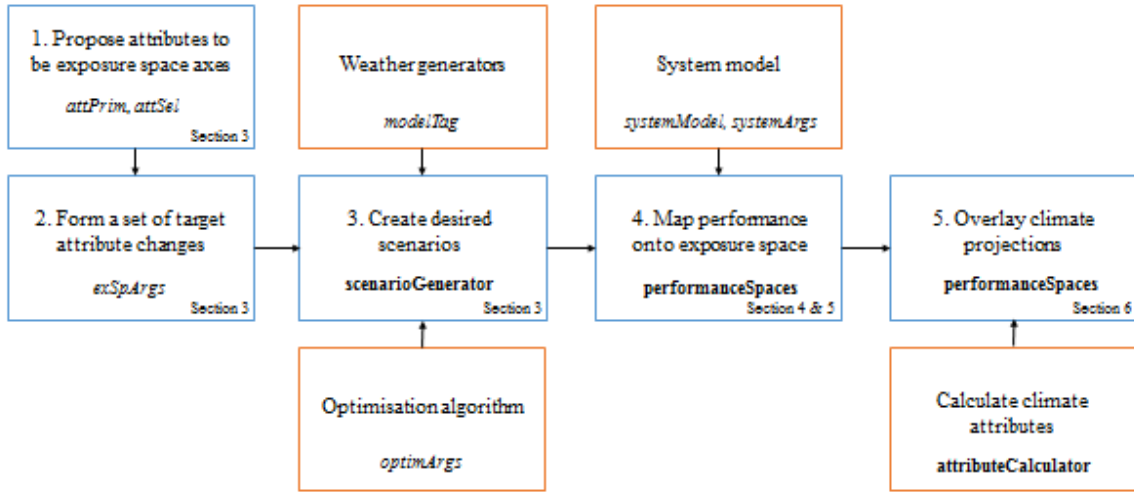 1. Propose attributes to
be exposure space axes
attPrim, attSel
Section 3
Weather generators
modelTag
System model
systemModel, systemArgs
2. Form a set of target
attribute changes
exSpArgs
Section 3
3. Create desired
scenarios
scenarioGenerator
Section 3
4. Map performance
onto exposure space
performanceSpaces
Section 4 & 5
5. Overlay climate
projections
performanceSpaces
Section 6
Optimisation algorithm
optimArgs
Calculate climate
attributes
attributeCalculator